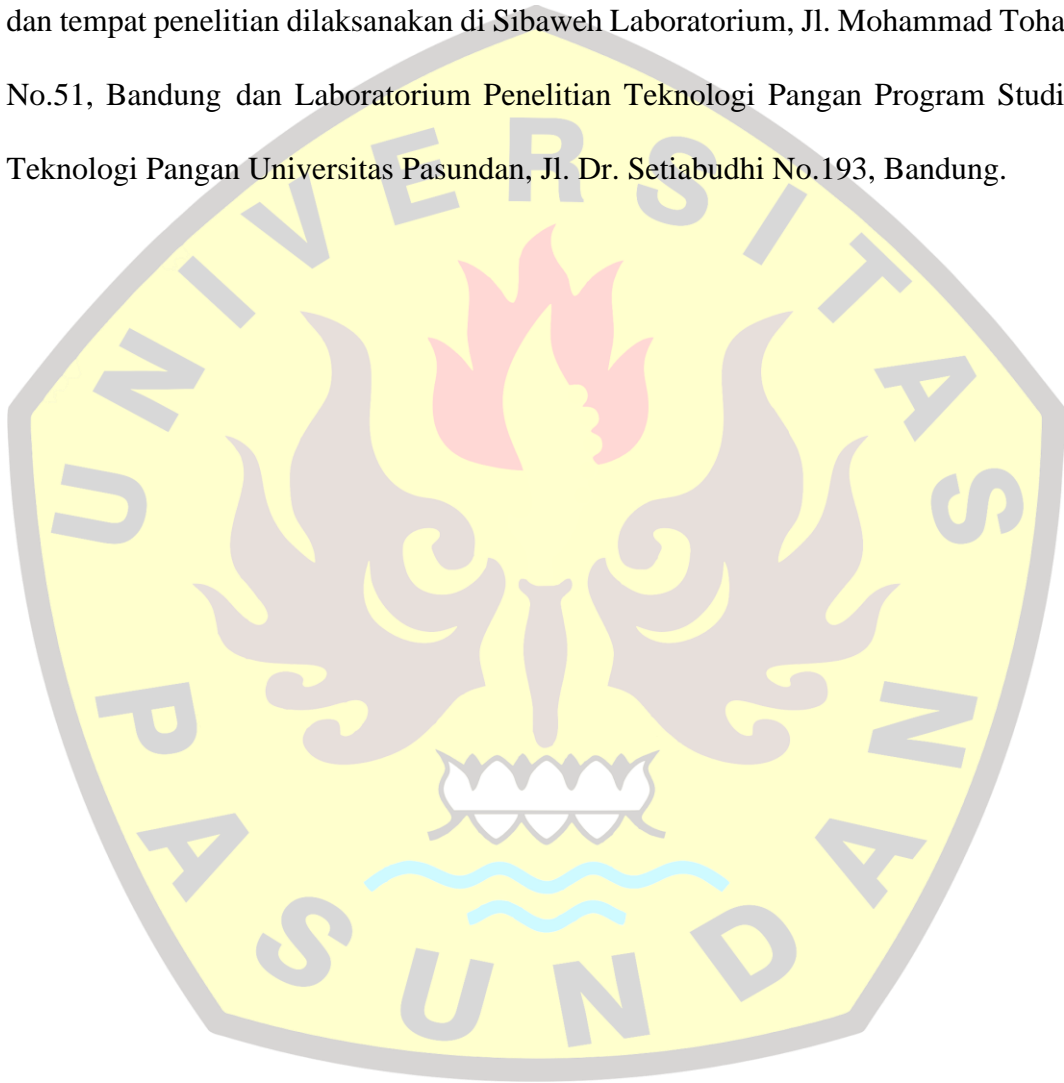 dan tempat penelitian dilaksanakan di Sibaweh Laboratorium, Jl. Mohammad Toha
No.51, Bandung dan Laboratorium Penelitian Teknologi Pangan Program Studi
Teknologi Pangan Universitas Pasundan, Jl. Dr. Setiabudhi No.193, Bandung.
UNIVERSITAS
PASUNDAN